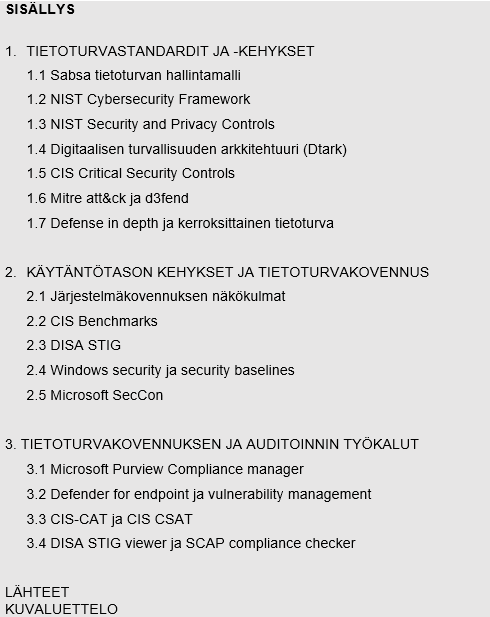 SISÄLLYS
1. TIETOTURVASTANDARDIT JA -KEHYKSET
1.1 Sabsa tietoturvan hallintamalli
1.2 NIST Cybersecurity Framework
1.3 NIST Security and Privacy Controls
1.4 Digitaalisen turvallisuuden arkkitehtuuri (Dtark)
1.5 CIS Critical Security Controls
1.6 Mitre att&ck ja d3fend
1.7 Defense in depth ja kerroksittainen tietoturva
2. KÄYTÄNTÖTASON KEHYKSET JA TIETOTURVAKOVENNUS
2.1 Järjestelmäkovennuksen näkökulmat
2.2 CIS Benchmarks
2.3 DISA STIG
2.4 Windows security ja security baselines
2.5 Microsoft SecCon
3. TIETOTURVAKOVENNUKSEN JA AUDITOINNIN TYÖKALUT
3.1 Microsoft Purview Compliance manager
3.2 Defender for endpoint ja vulnerability management
3.3 CIS-CAT ja CIS CSAT
3.4 DISA STIG viewer ja SCAP compliance checker
LÄHTEET
KUVALUETTELO